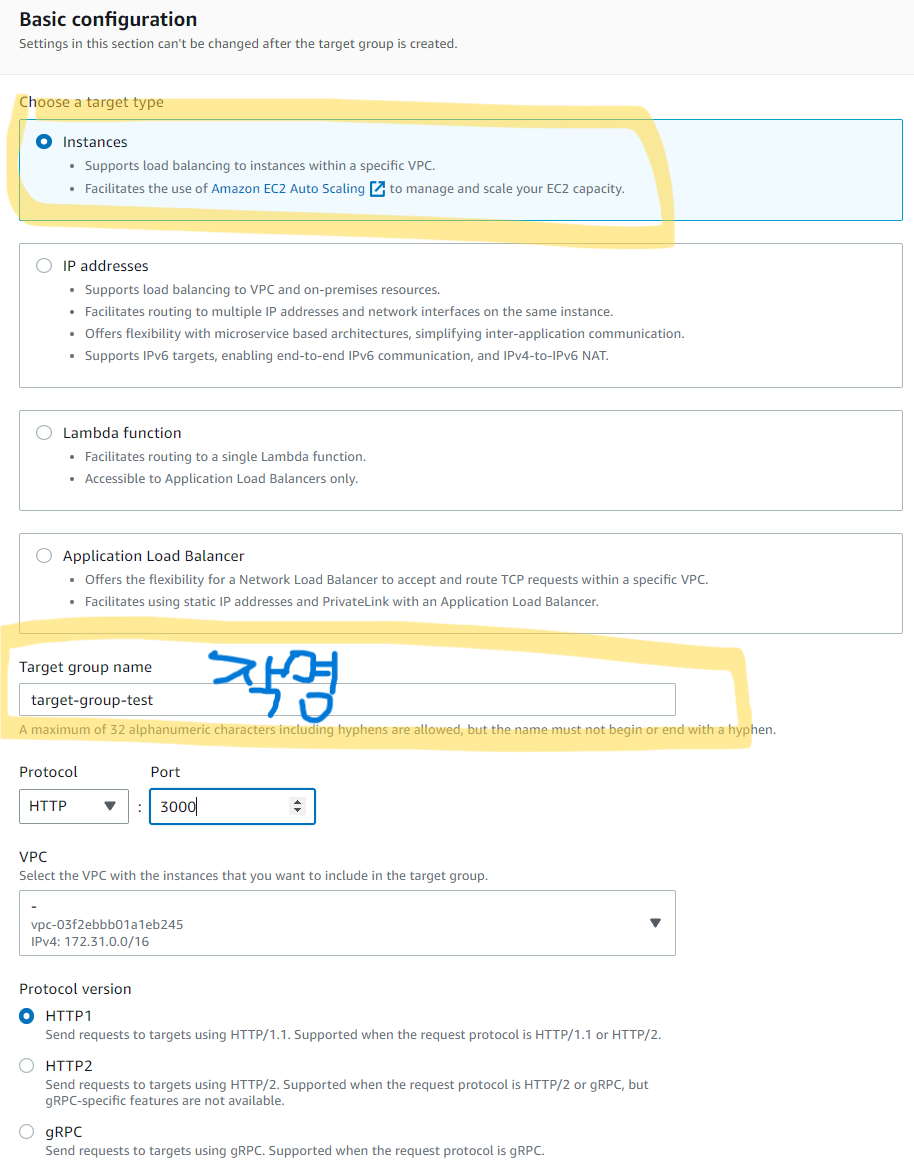 Basic configuration
Settings in this section can't be changed after the target group is created.
Choose a target type
Instances
• Supports load balancing to instances within a specific VPC.
• Facilitates the use of Amazon EC2 Auto Scaling to manage and scale your EC2 capacity.
IP addresses
• Supports load balancing to VPC and on-premises resources.
• Facilitates routing to multiple IP addresses and network interfaces on the same instance.
• Offers flexibility with microservice based architectures, simplifying inter-application communication.
• Supports IPv6 targets, enabling end-to-end IPv6 communication, and IPv4-to-IPv6 NAT.
Lambda function
• Facilitates routing to a single Lambda function.
• Accessible to Application Load Balancers only.
Application Load Balancer
• Offers the flexibility for a Network Load Balancer to accept and route TCP requests within a specific VPC.
• Facilitates using static IP addresses and PrivateLink with an Application Load Balancer.
Target group name
작명
target-group-test
A maximum of 32 alphanumeric characters including hyphens are allowed, but the name must not begin or end with a hyphen.
Protocol Port
HTTP : 3000
VPC
Select the VPC with the instances that you want to include in the target group.
-
vpc-03f2ebbb01a1eb245
IPv4: 172.31.0.0/16
Protocol version
HTTP1
Send requests to targets using HTTP/1.1. Supported when the request protocol is HTTP/1.1 or HTTP/2.
HTTP2
Send requests to targets using HTTP/2. Supported when the request protocol is HTTP/2 or gRPC, but
gRPC-specific features are not available.
gRPC
Send requests to targets using gRPC. Supported when the request protocol is gRPC.